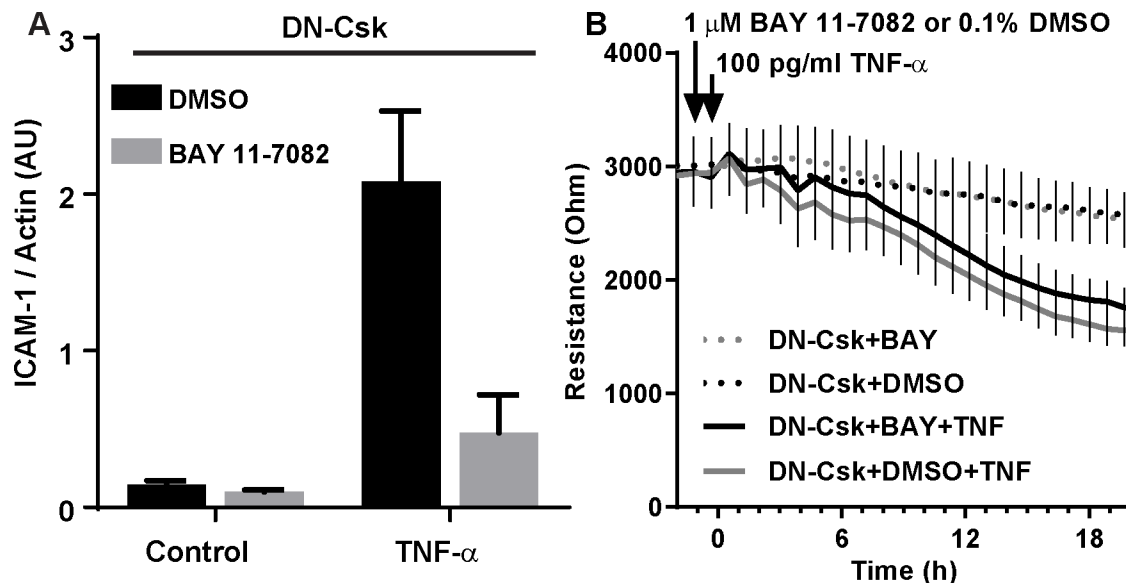 A
DN-Csk
DMSO
BAY 11-7082
ICAM-1 / Actin (AU)
3
2
1
0
Control
TNF-α
B
1 μM BAY 11-7082 or 0.1% DMSO
100 pg/ml TNF-α
Resistance (Ohm)
4000
3000
2000
1000
0
DN-Csk+BAY
DN-Csk+DMSO
DN-Csk+BAY+TNF
DN-Csk+DMSO+TNF
0 6 12 18
Time (h)